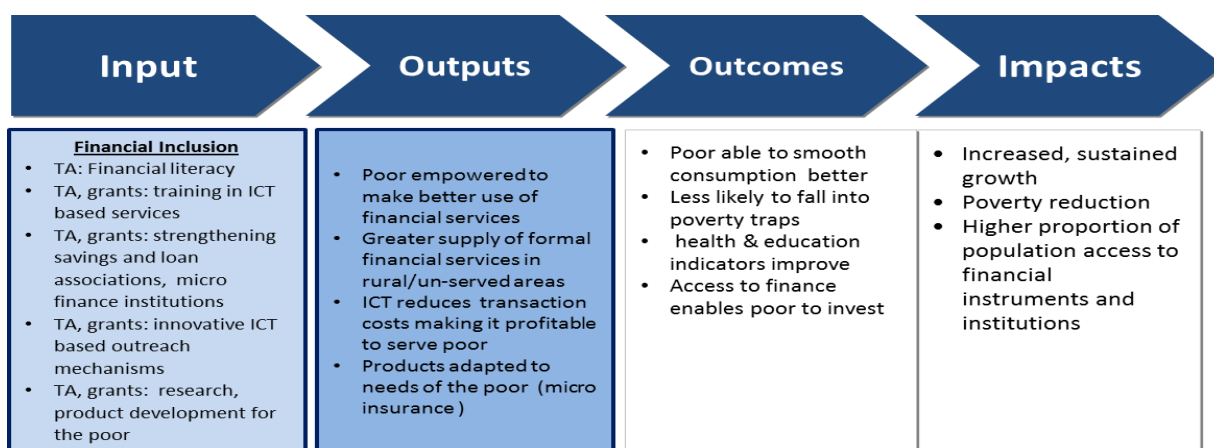 Input
Outputs
Outcomes
Impacts
Financial Inclusion
• TA: Financial literacy
• TA, grants: training in ICT
based services
• TA, grants: strengthening
savings and loan
associations, micro
finance institutions
• TA, grants: innovative ICT
based outreach
mechanisms
• TA, grants: research,
product development for
the poor
• Poor empowered to
make better use of
financial services
• Greater supply of formal
financial services in
rural/un-served areas
• ICT reduces transaction
costs making it profitable
to serve poor
• Products adapted to
needs of the poor (micro
insurance )
• Poor able to smooth
consumption better
• Less likely to fall into
poverty traps
• health & education
indicators improve
• Access to finance
enables poor to invest
• Increased, sustained
growth
• Poverty reduction
• Higher proportion of
population access to
financial
instruments and
institutions